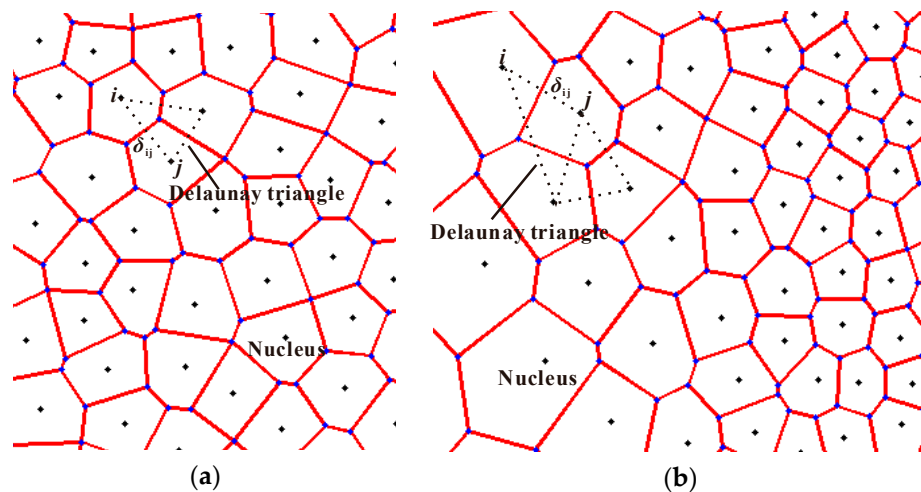 i
δij
j
Delaunay triangle
Nucleus
(a)
i
δij
j
Delaunay triangle
Nucleus
(b)